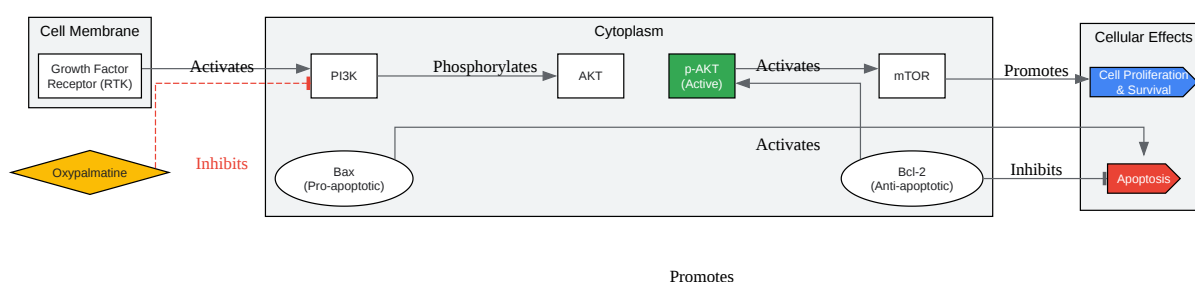 Cell Membrane
Growth Factor
Receptor (RTK)
Activates
Oxypalmatine
Inhibits
Cytoplasm
PI3K
Phosphorylates
AKT
p-AKT
(Active)
Activates
mTOR
Promotes
Activates
Bax
(Pro-apoptotic)
Bcl-2
(Anti-apoptotic)
Inhibits
Cellular Effects
Cell Proliferation
& Survival
Apoptosis
Promotes